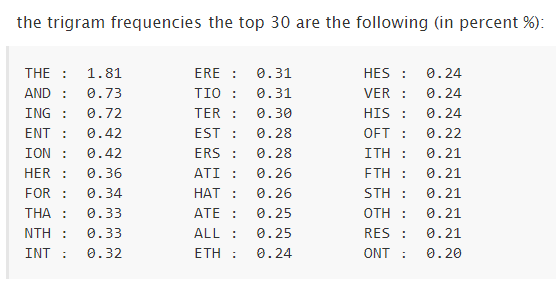 the trigram frequencies the top 30 are the following (in percent %):
THE :  1.81        ERE :  0.31        HES :  0.24
AND :  0.73        TIO :  0.31        VER :  0.24
ING :  0.72        TER :  0.30        HIS :  0.24
ENT :  0.42        EST :  0.28        OFT :  0.22
ION :  0.42        ERS :  0.28        ITH :  0.21
HER :  0.36        ATI :  0.26        FTH :  0.21
FOR :  0.34        HAT :  0.26        STH :  0.21
THA :  0.33        ATE :  0.25        OTH :  0.21
NTH :  0.33        ALL :  0.25        RES :  0.21
INT :  0.32        ETH :  0.24        ONT :  0.20